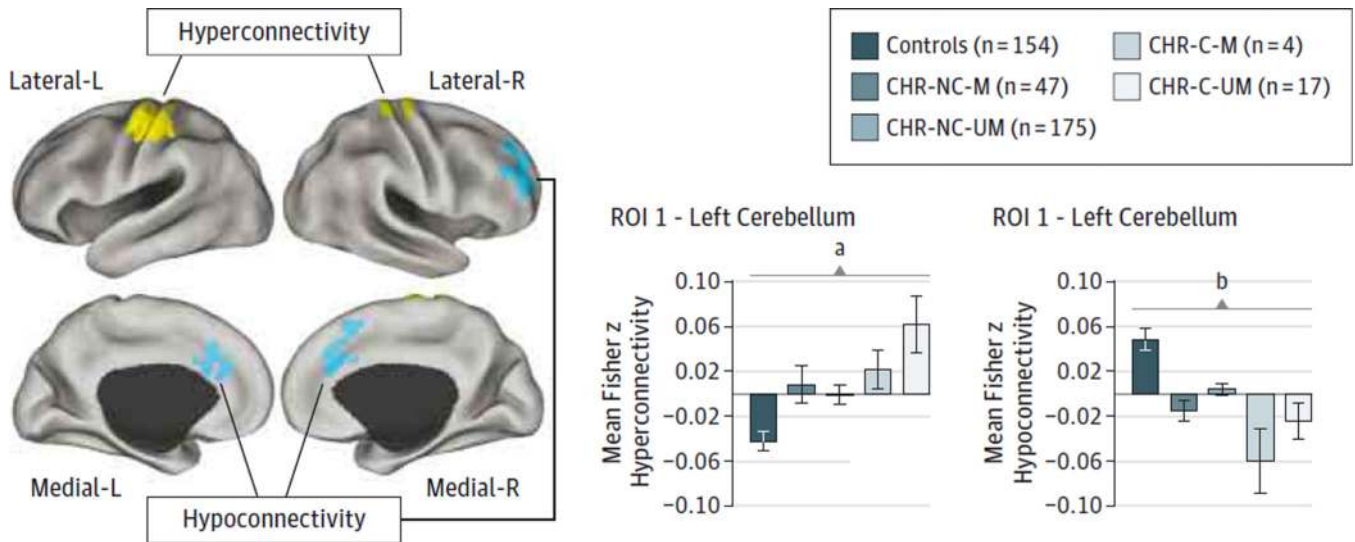 Hyperconnectivity
Lateral-L
Lateral-R
Medial-L
Medial-R
Hypoconnectivity
Controls (n=154)
CHR-NC-M (n=47)
CHR-NC-UM (n=175)
CHR-C-M (n=4)
CHR-C-UM (n=17)
ROI 1 - Left Cerebellum
a
Mean Fisher z
Hyperconnectivity
0.10
0.06
0.02
−0.02
−0.06
−0.10
ROI 1 - Left Cerebellum
b
Mean Fisher z
Hypoconnectivity
0.10
0.06
0.02
−0.02
−0.06
−0.10